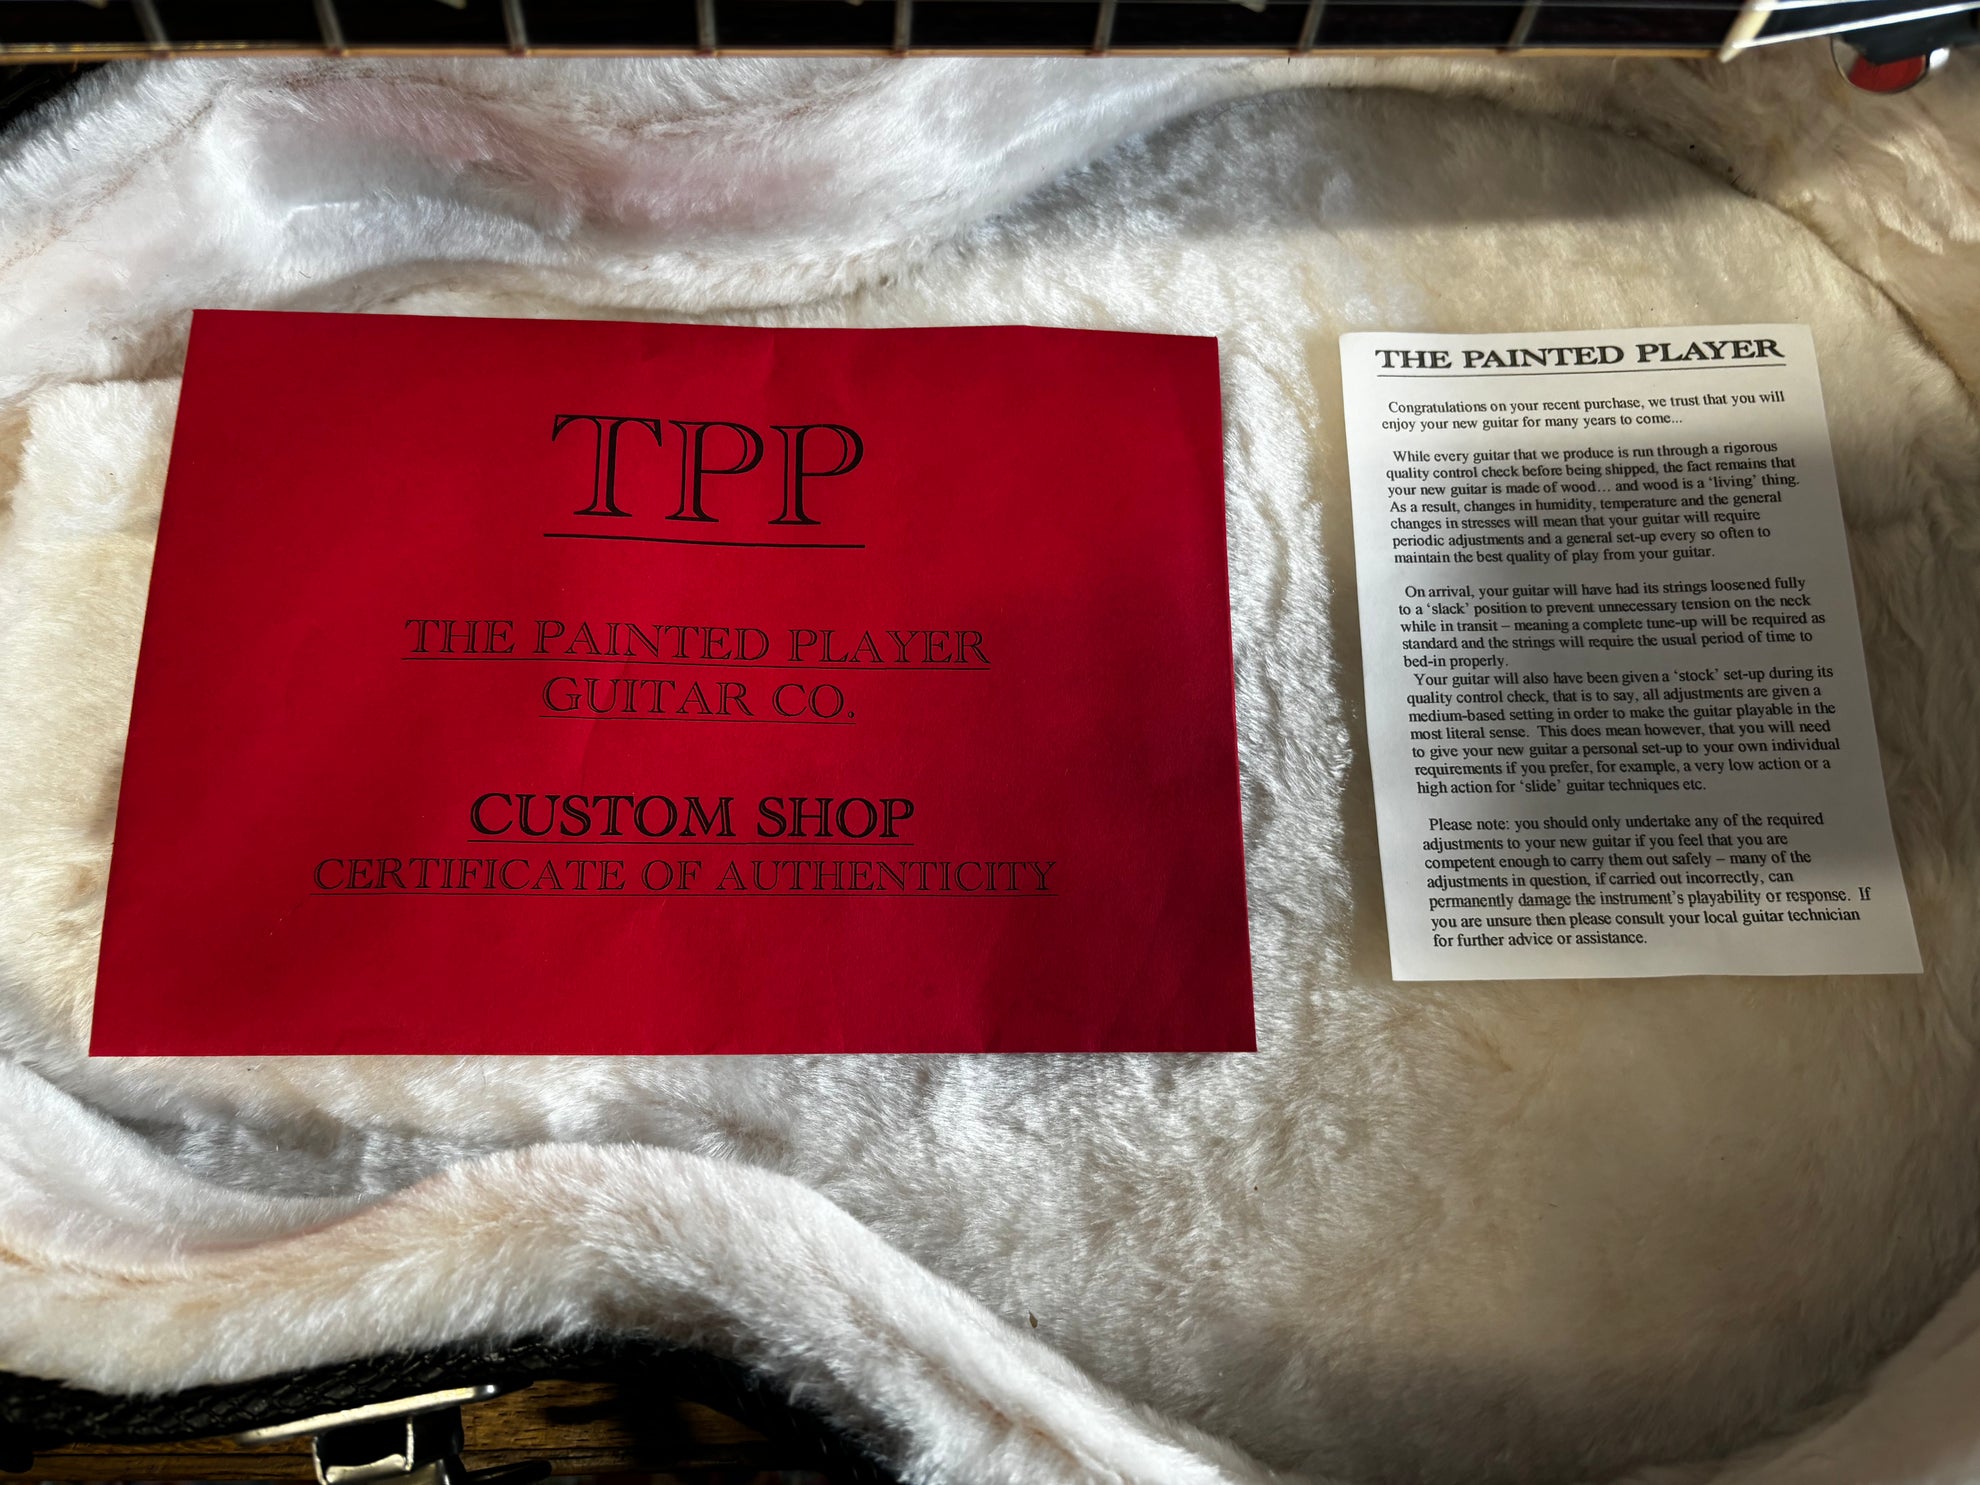 TPP
THE PAINTED PLAYER
GUITAR CO.
CUSTOM SHOP
CERTIFICATE OF AUTHENTICITY
THE PAINTED PLAYER
Congratulations on your recent purchase, we trust that you will
enjoy your new guitar for many years to come...
While every guitar that we produce is run through a rigorous
quality control check before being shipped, the fact remains that
your new guitar is made of wood... and wood is a ‘living’ thing.
As a result, changes in humidity, temperature and the general
changes in stresses will mean that your guitar will require
periodic adjustments and a general set-up every so often to
maintain the best quality of play from your guitar.
On arrival, your guitar will have had its strings loosened fully
to a ‘slack’ position to prevent unnecessary tension on the neck
while in transit – meaning a complete tune-up will be required as
standard and the strings will require the usual period of time to
bed-in properly.
Your guitar will also have been given a ‘stock’ set-up during its
quality control check, that is to say, all adjustments are given a
medium-based setting in order to make the guitar playable in the
most literal sense. This does mean however, that you will need
to give your new guitar a personal set-up to your own individual
requirements if you prefer, for example, a very low action or a
high action for ‘slide’ guitar techniques etc.
Please note: you should only undertake any of the required
adjustments to your new guitar if you feel that you are
competent enough to carry them out safely – many of the
adjustments in question, if carried out incorrectly, can
permanently damage the instrument’s playability or response. If
you are unsure then please consult your local guitar technician
for further advice or assistance.